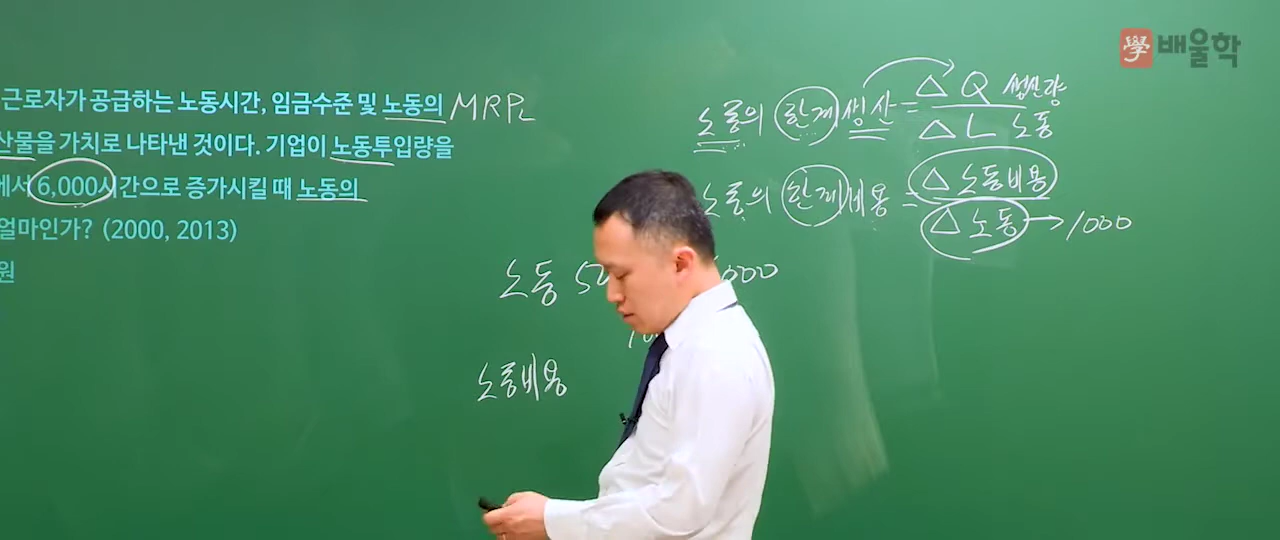 學 배울학
근로자가 공급하는 노동시간, 임금수준 및 노동의 MRPL
산물을 가치로 나타낸 것이다. 기업이 노동투입량을
에서 6,000시간으로 증가시킬 때 노동의
얼마인가? (2000, 2013)
원
노동의 한계생산 = △Q 생산량
△L 노동
노동의 한계비용 = △노동비용
△노동 → 1000
노동
000
노동비용